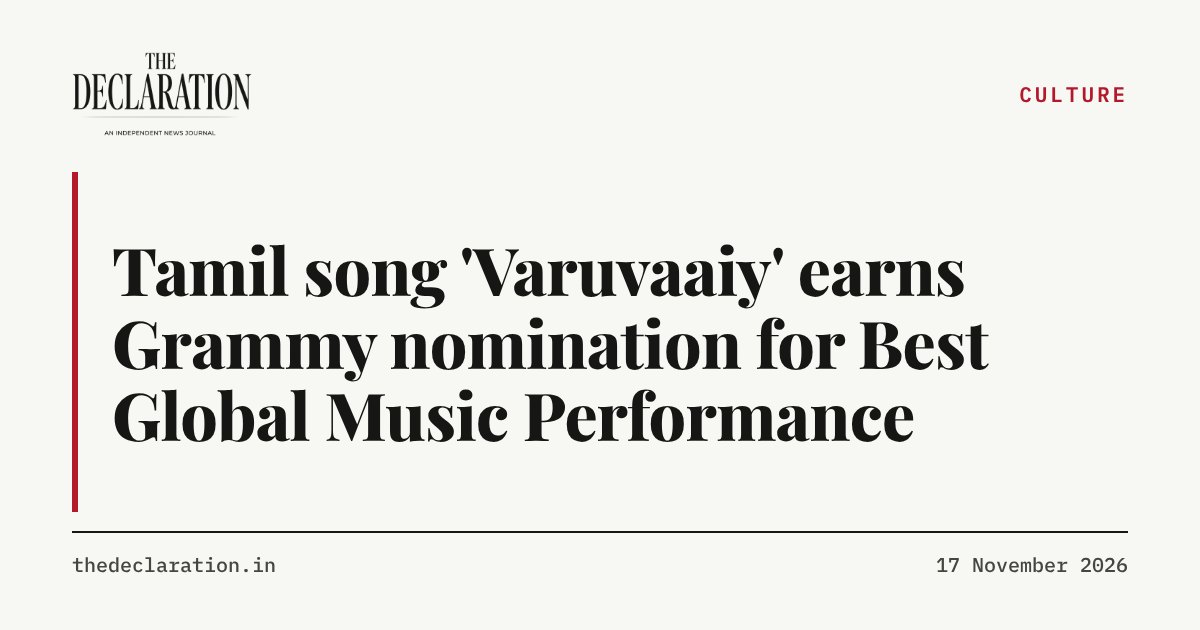 THE
DECLARATION
AN INDEPENDENT NEWS JOURNAL
CULTURE
Tamil song 'Varuvaaiy' earns
Grammy nomination for Best
Global Music Performance
thedeclaration.in
17 November 2026